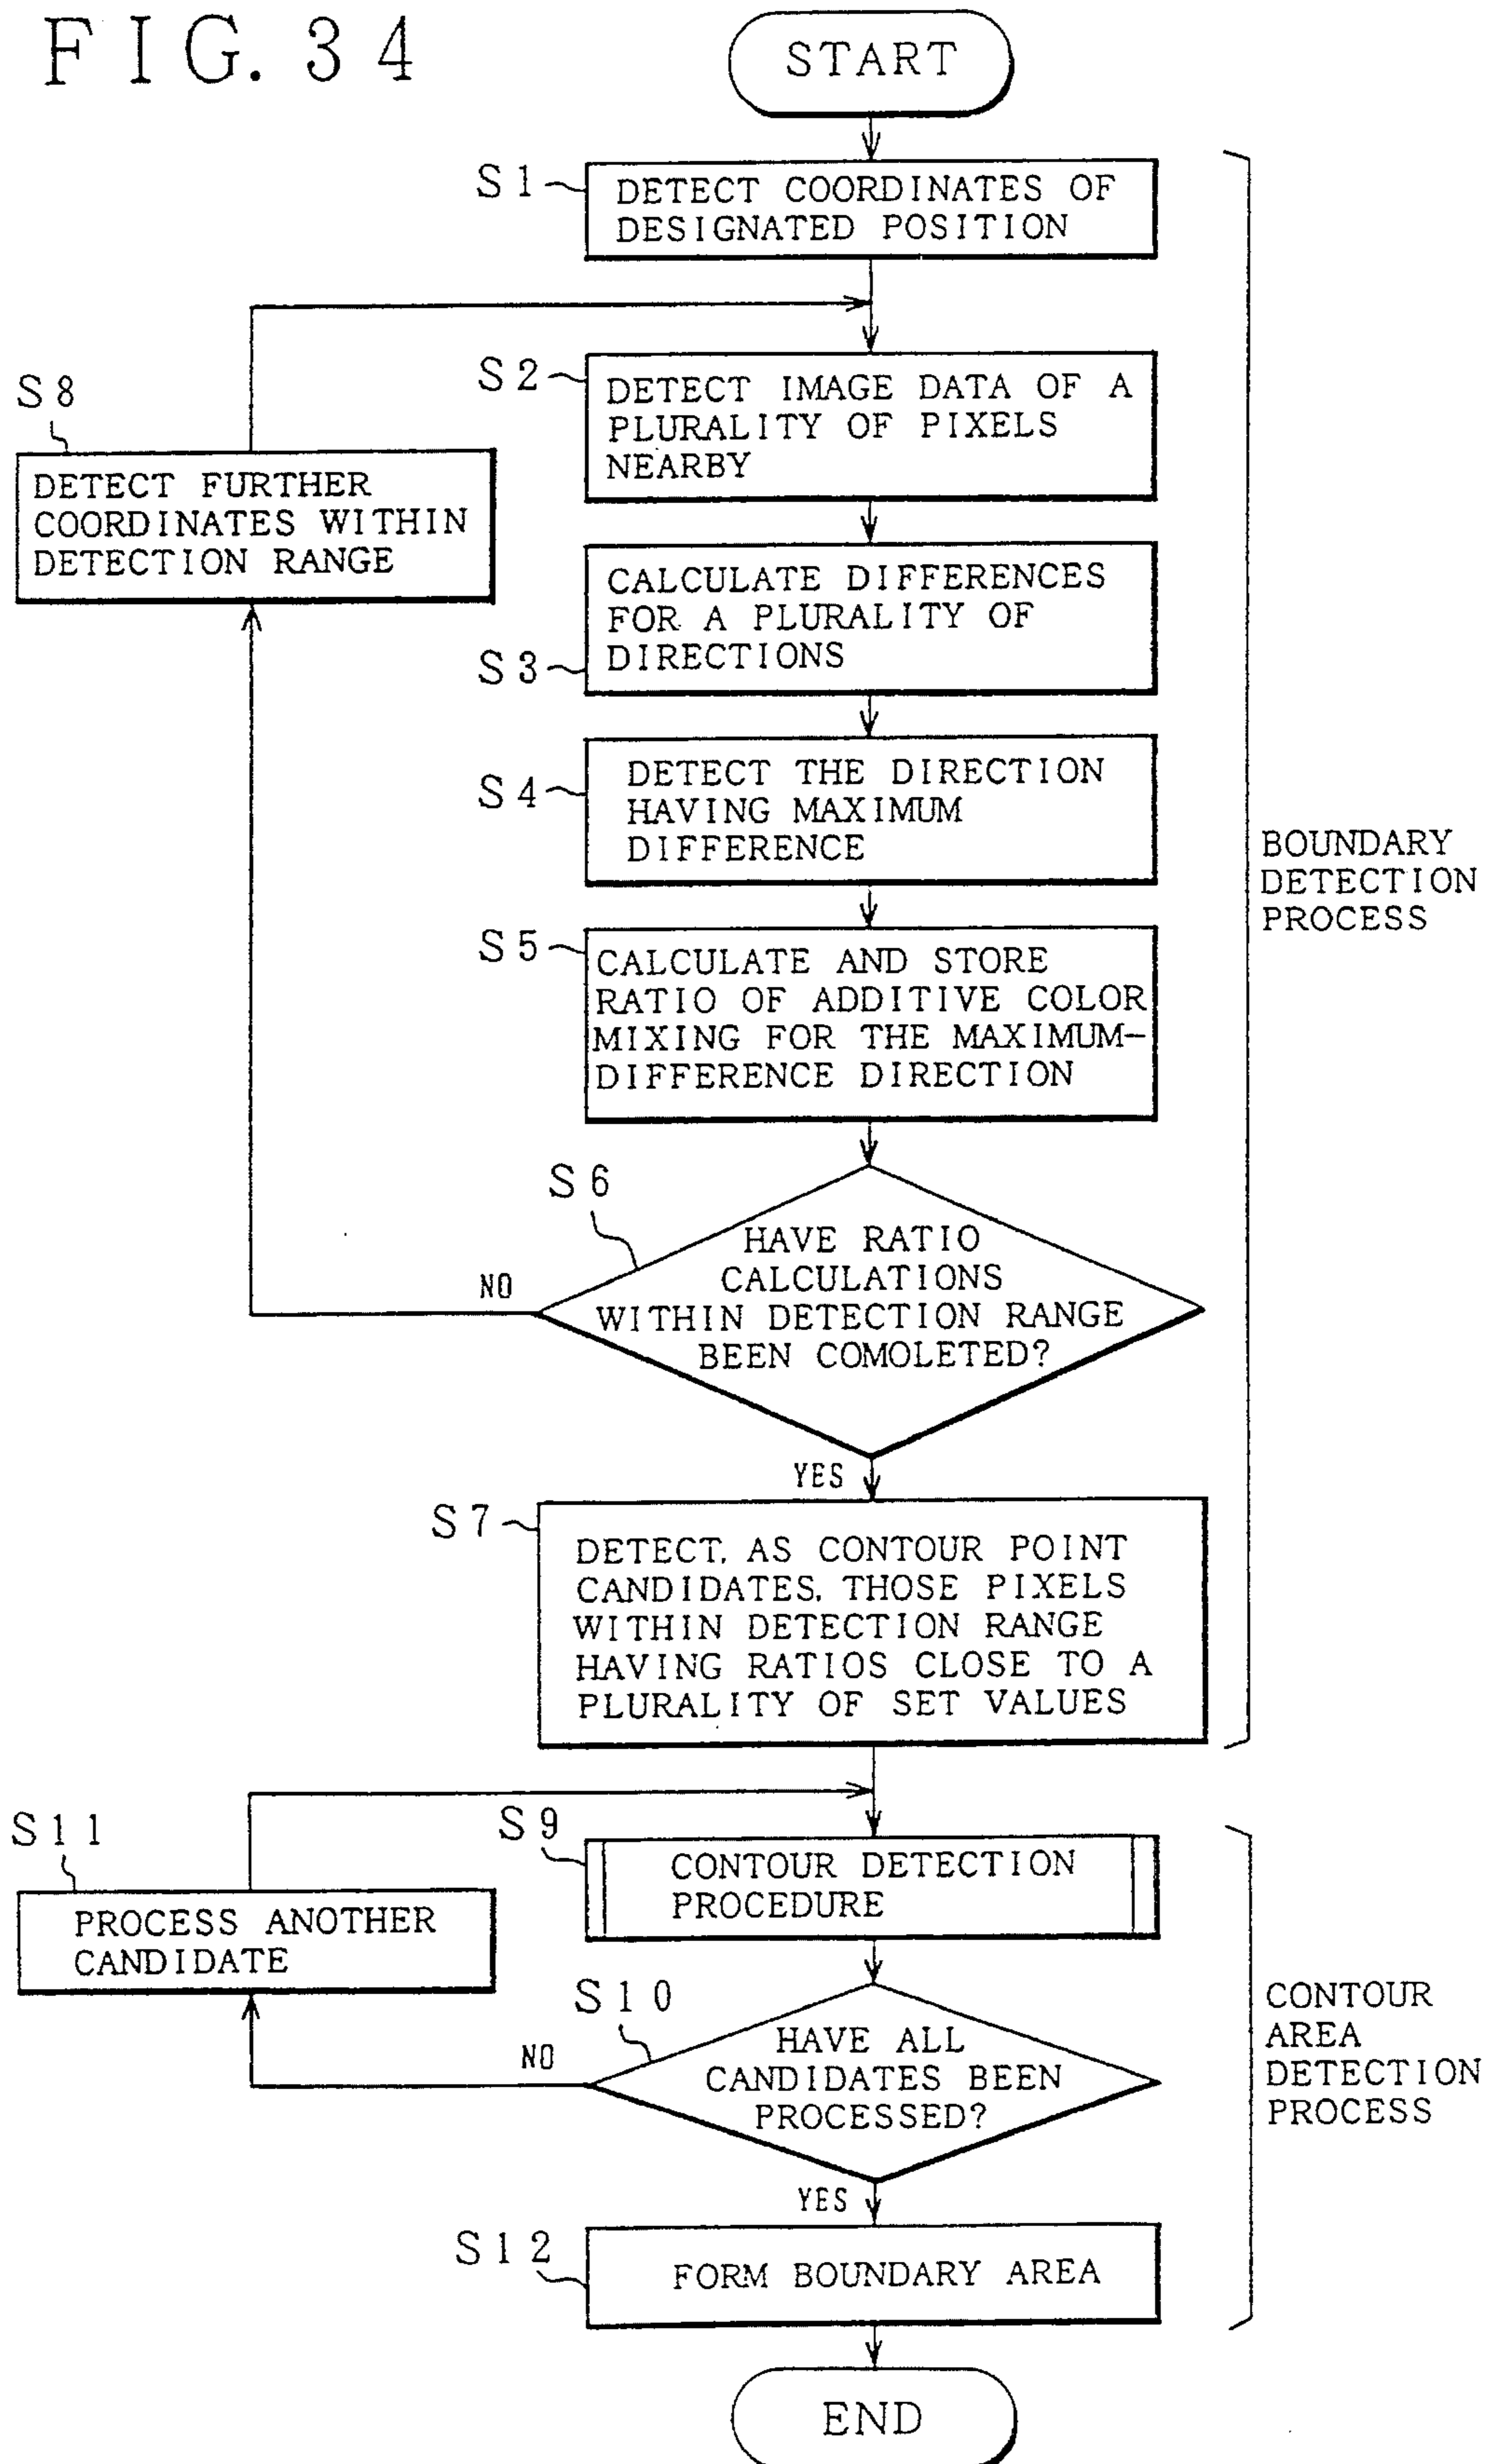 FIG. 34
START
S1
DETECT COORDINATES OF
DESIGNATED POSITION
S2
DETECT IMAGE DATA OF A
PLURALITY OF PIXELS
NEARBY
S8
DETECT FURTHER
COORDINATES WITHIN
DETECTION RANGE
S3
CALCULATE DIFFERENCES
FOR A PLURALITY OF
DIRECTIONS
S4
DETECT THE DIRECTION
HAVING MAXIMUM
DIFFERENCE
BOUNDARY
DETECTION
PROCESS
S5
CALCULATE AND STORE
RATIO OF ADDITIVE COLOR
MIXING FOR THE MAXIMUM-
DIFFERENCE DIRECTION
S6
HAVE RATIO
CALCULATIONS
WITHIN DETECTION RANGE
BEEN COMOLETED?
NO
YES
S7
DETECT, AS CONTOUR POINT
CANDIDATES, THOSE PIXELS
WITHIN DETECTION RANGE
HAVING RATIOS CLOSE TO A
PLURALITY OF SET VALUES
S9
CONTOUR DETECTION
PROCEDURE
S11
PROCESS ANOTHER
CANDIDATE
S10
HAVE ALL
CANDIDATES BEEN
PROCESSED?
NO
YES
CONTOUR
AREA
DETECTION
PROCESS
S12
FORM BOUNDARY AREA
END